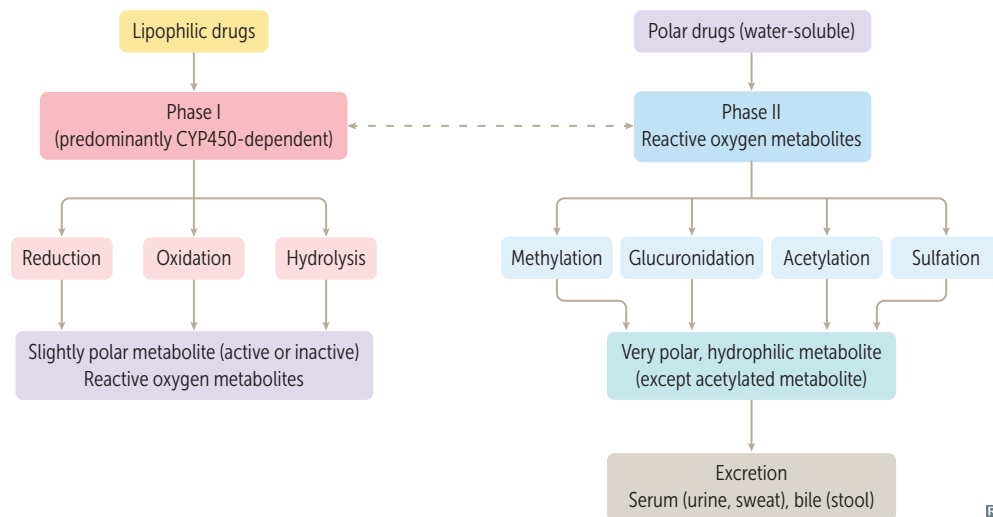 Lipophilic drugs
Polar drugs (water-soluble)
Phase I
(predominantly CYP450-dependent)
Phase II
Reactive oxygen metabolites
Reduction
Oxidation
Hydrolysis
Methylation
Glucuronidation
Acetylation
Sulfation
Slightly polar metabolite (active or inactive)
Reactive oxygen metabolites
Very polar, hydrophilic metabolite
(except acetylated metabolite)
Excretion
Serum (urine, sweat), bile (stool)